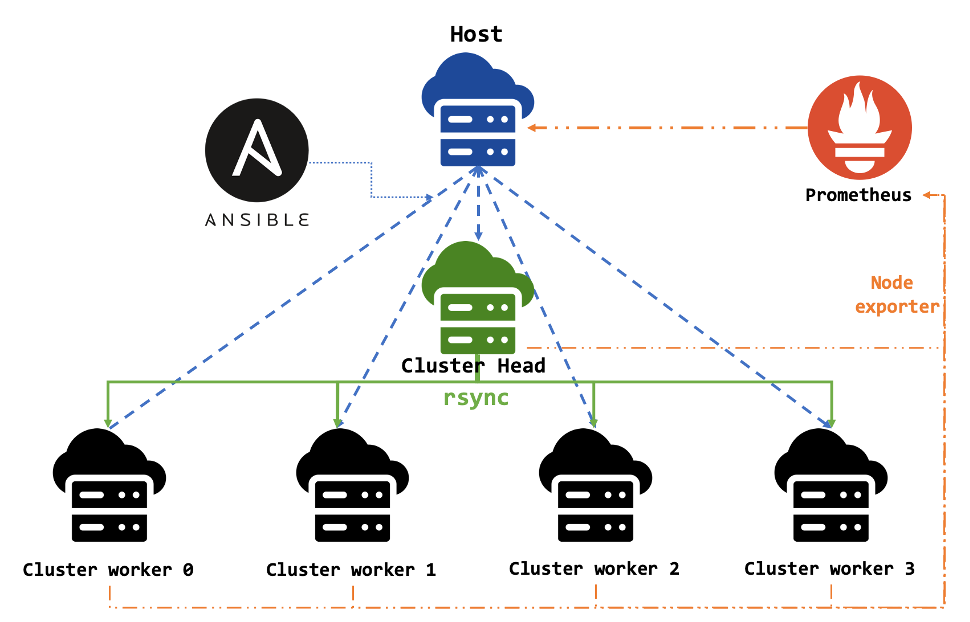 Host
ANSIBLE
Prometheus
Node
exporter
Cluster Head
rsync
Cluster worker 0
Cluster worker 1
Cluster worker 2
Cluster worker 3